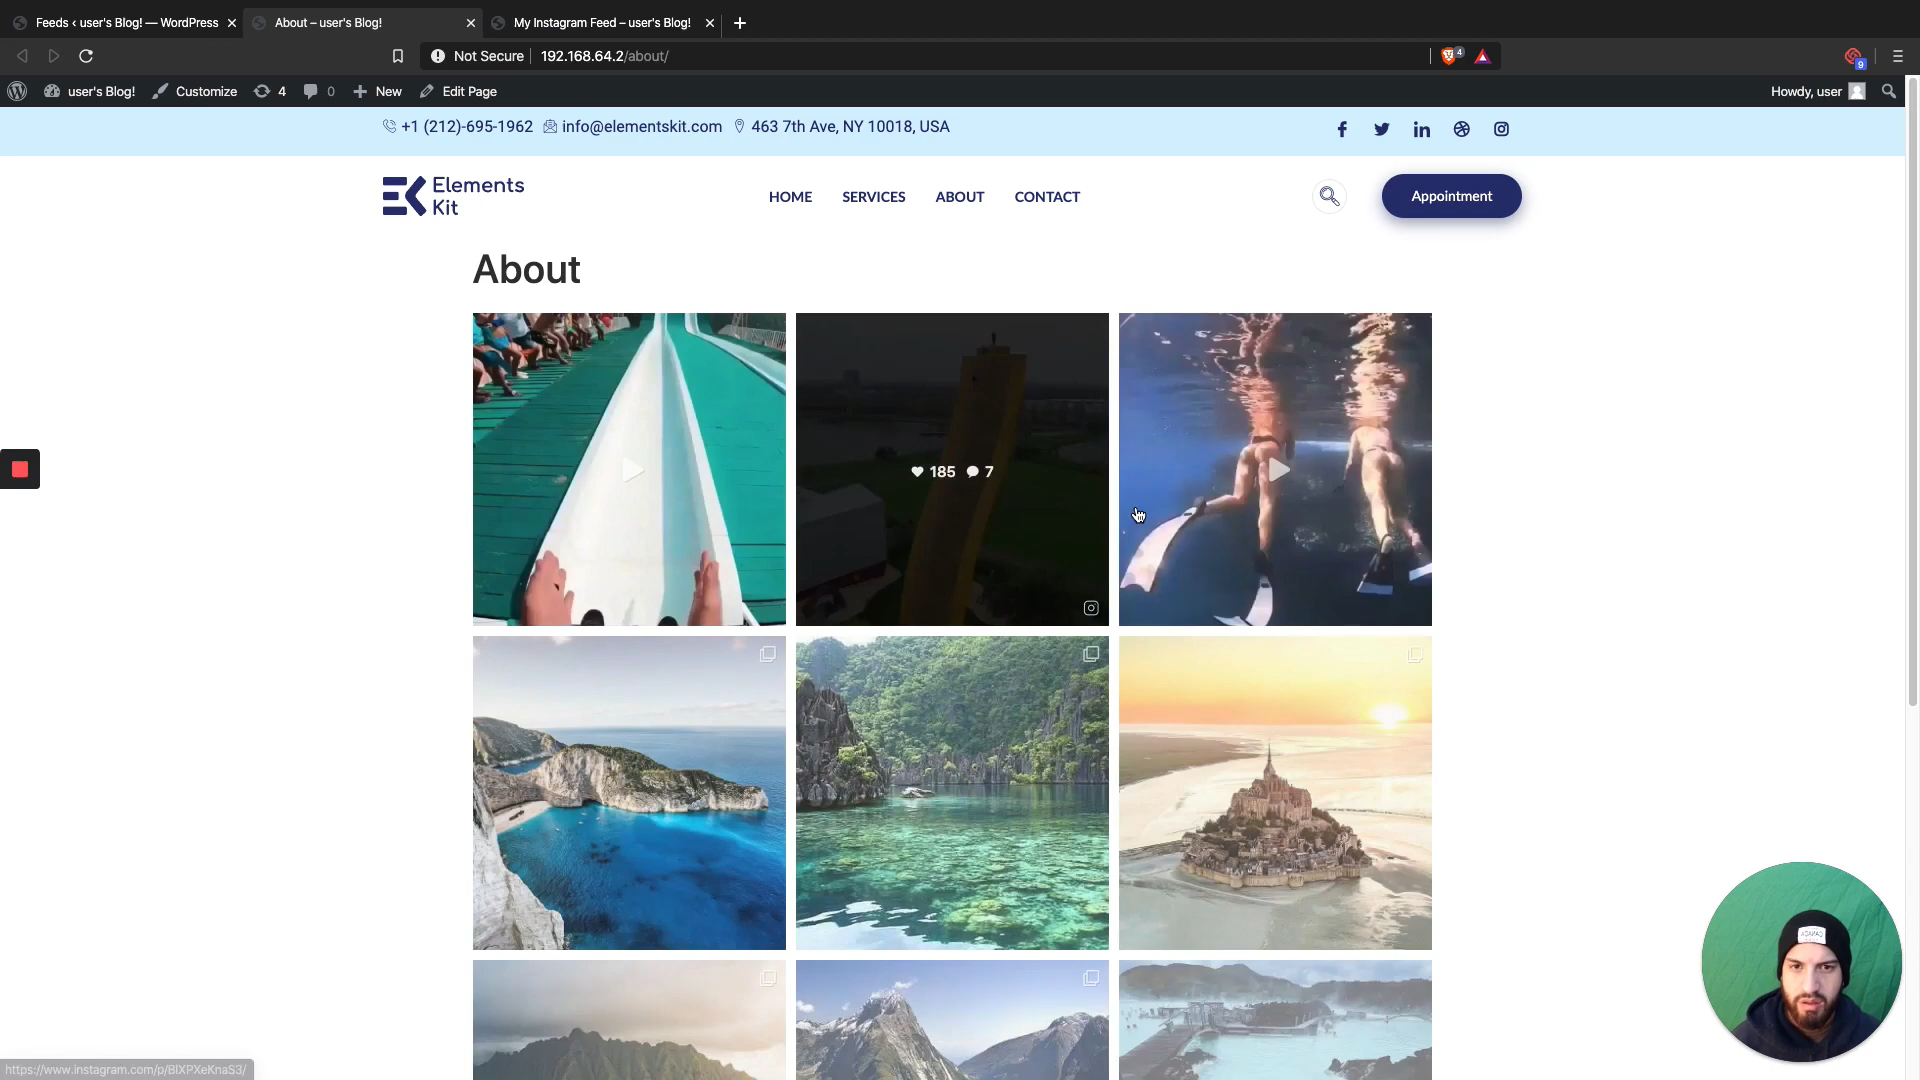 Feeds ‹ user's Blog! — WordPress
About – user's Blog!
My Instagram Feed – user's Blog!
Not Secure
192.168.64.2/about/
4
9
user's Blog!
Customize
4
0
New
Edit Page
Howdy, user
+1 (212)-695-1962
info@elementskit.com
463 7th Ave, NY 10018, USA
Elements
Kit
HOME
SERVICES
ABOUT
CONTACT
Appointment
About
185
7
https://www.instagram.com/p/BlXPXeKnaS3/